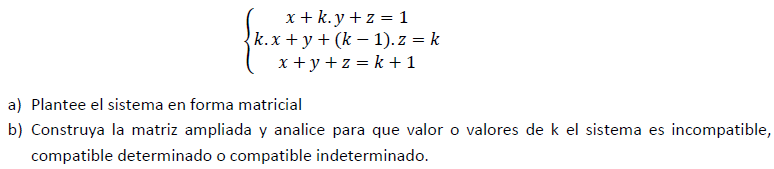 x + k.y + z = 1
k.x + y + (k − 1).z = k
x + y + z = k + 1
a) Plantee el sistema en forma matricial
b) Construya la matriz ampliada y analice para que valor o valores de k el sistema es incompatible,
compatible determinado o compatible indeterminado.